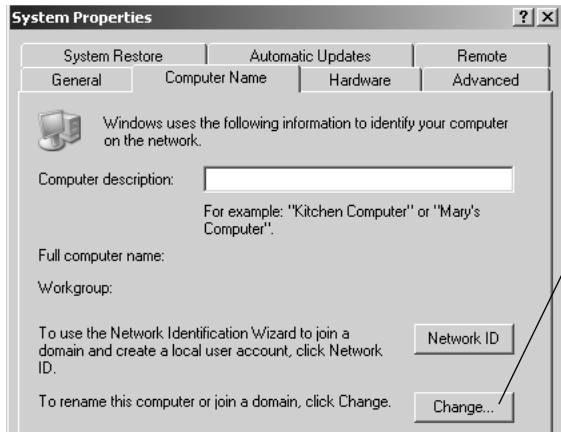 System Properties
System Restore Automatic Updates Remote
General Computer Name Hardware Advanced
Windows uses the following information to identify your computer
on the network.
Computer description:
For example: "Kitchen Computer" or "Mary's
Computer".
Full computer name:
Workgroup:
To use the Network Identification Wizard to join a
domain and create a local user account, click Network
ID.
Network ID
To rename this computer or join a domain, click Change.
Change...